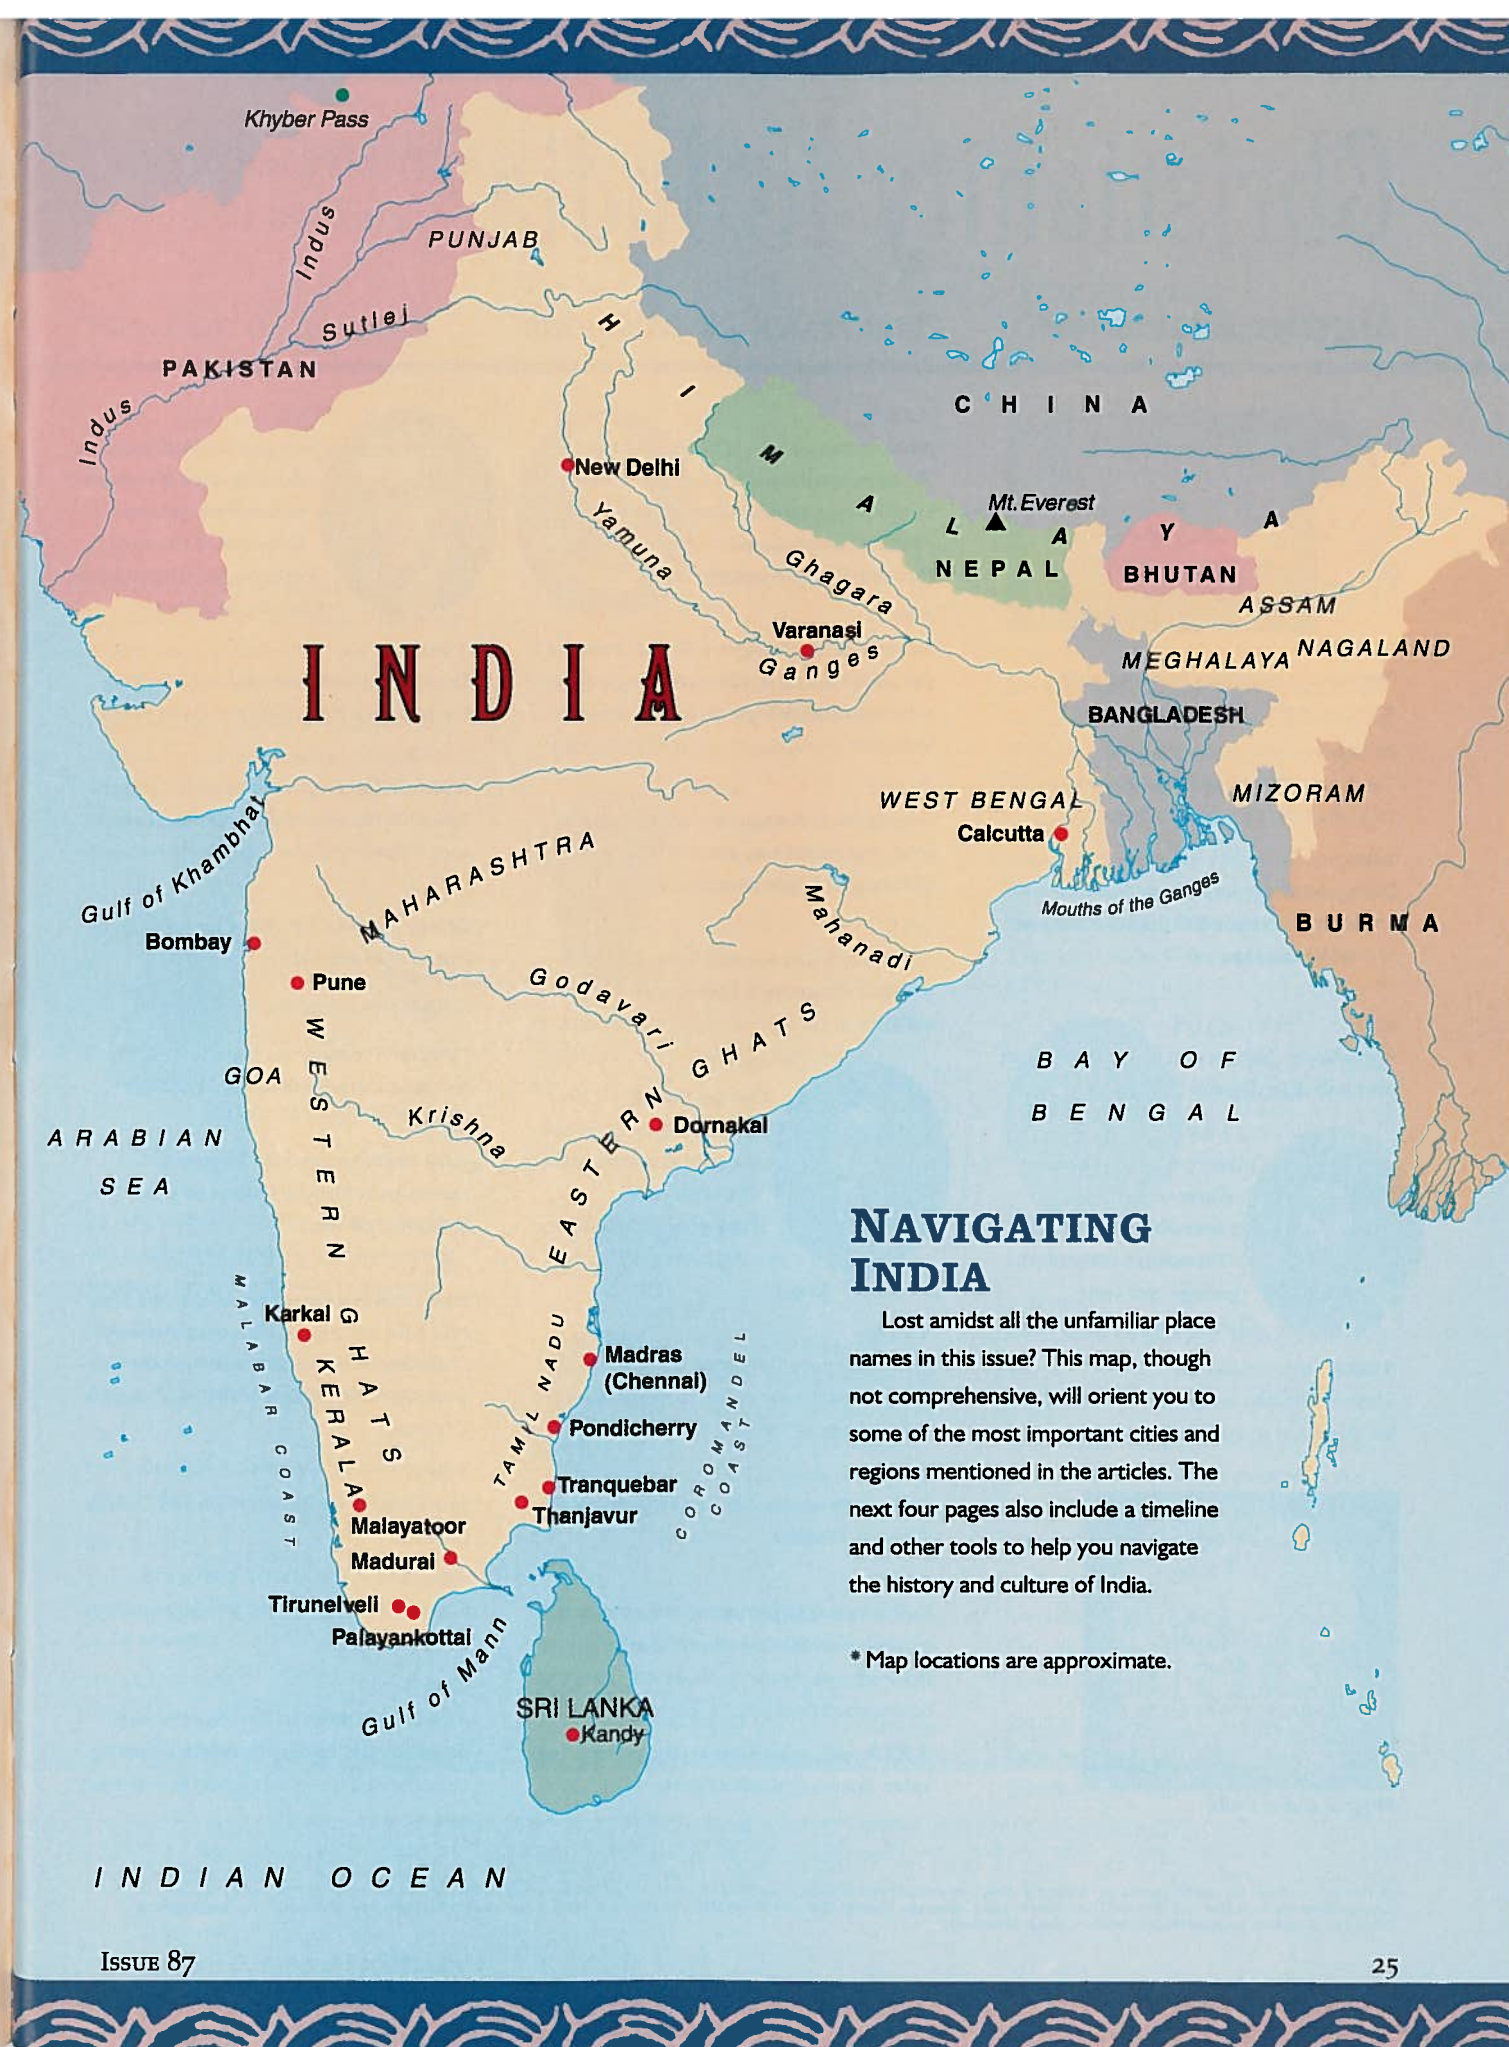 Khyber Pass
Indus
PUNJAB
Sutlej
PAKISTAN
Indus
HIMALAYA
CHINA
New Delhi
Mt. Everest
NEPAL
BHUTAN
Yamuna
Ghagara
ASSAM
Varanasi
Ganges
MEGHALAYA
NAGALAND
INDIA
BANGLADESH
WEST BENGAL
MIZORAM
Calcutta
Gulf of Khambhat
MAHARASHTRA
Mahanadi
Mouths of the Ganges
BURMA
Bombay
Pune
Godavari
WESTERN GHATS
EASTERN GHATS
GOA
BAY OF
BENGAL
Krishna
Dornakal
ARABIAN
SEA
MALABAR COAST
Karkal
KERALA
TAMIL NADU
Madras
(Chennai)
COROMANDEL
COAST
Pondicherry
Tranquebar
Thanjavur
Malayatoor
Madurai
Tirunelveli
Palayankottai
Gulf of Mann
SRI LANKA
Kandy
INDIAN OCEAN
NAVIGATING
INDIA
Lost amidst all the unfamiliar place
names in this issue? This map, though
not comprehensive, will orient you to
some of the most important cities and
regions mentioned in the articles. The
next four pages also include a timeline
and other tools to help you navigate
the history and culture of India.
* Map locations are approximate.
ISSUE 87
25